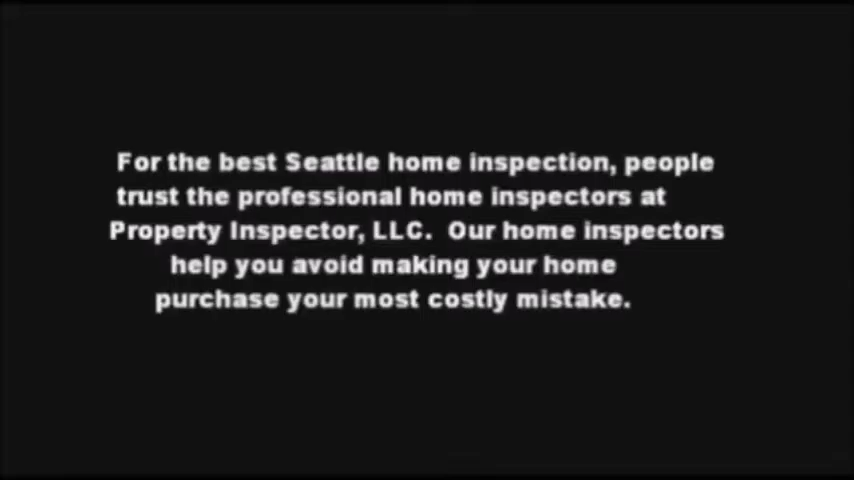 For the best Seattle home inspection, people
trust the professional home inspectors at
Property Inspector, LLC.  Our home inspectors
help you avoid making your home
purchase your most costly mistake.